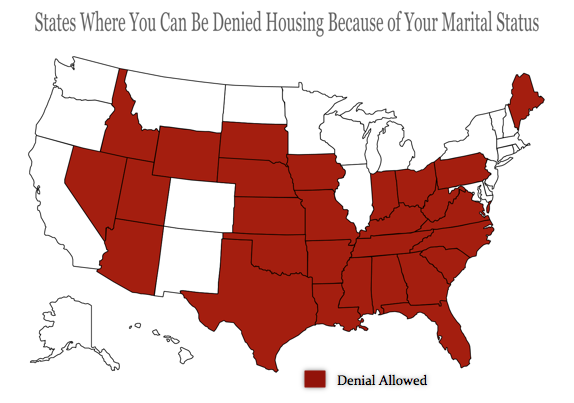 States Where You Can Be Denied Housing Because of Your Marital Status
Denial Allowed